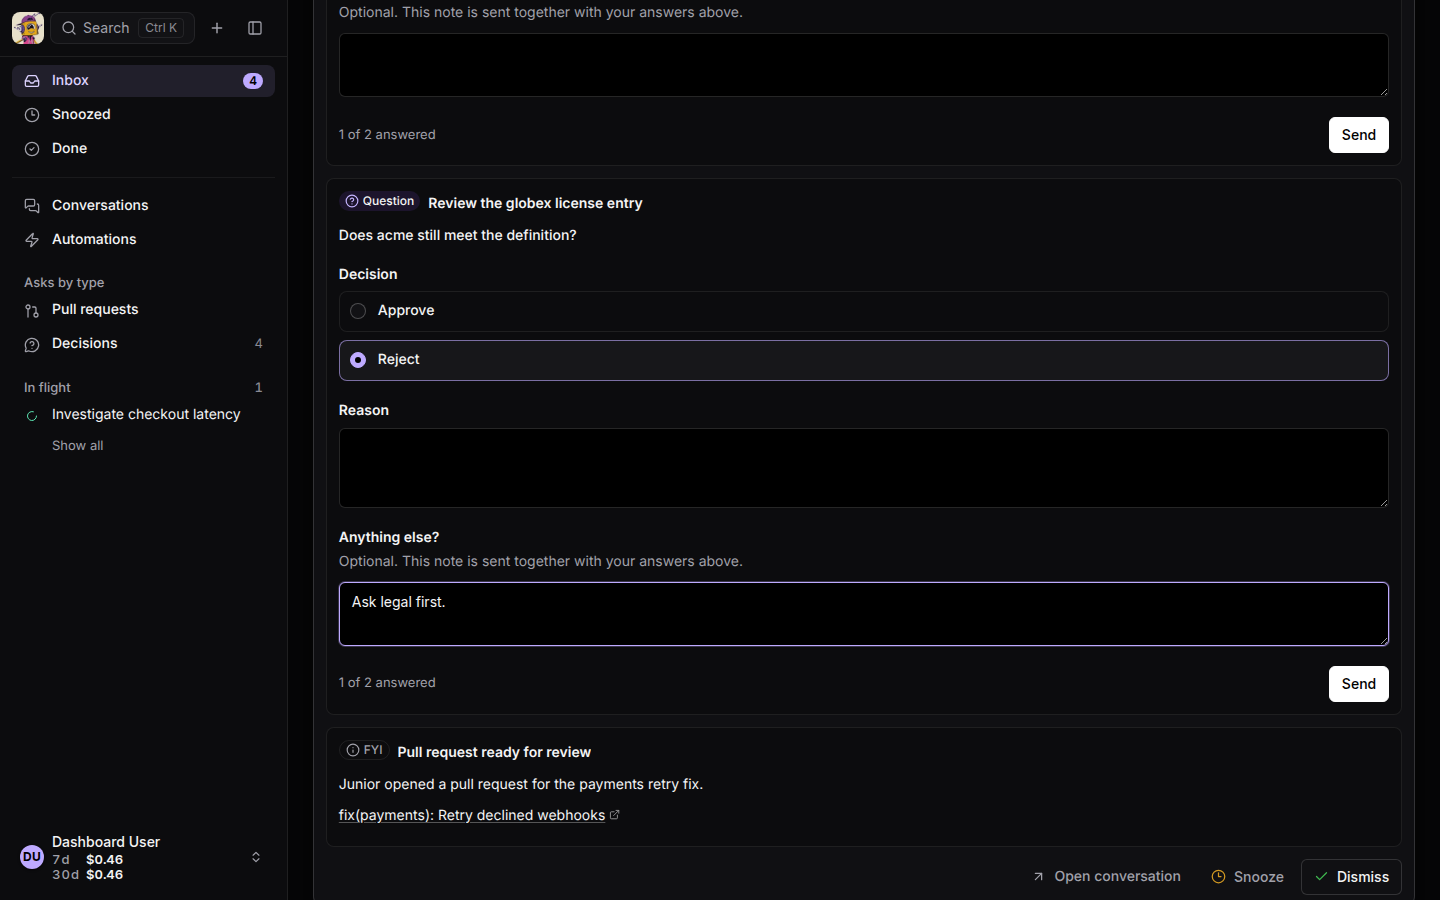 Search Ctrl K
Inbox 4
Snoozed
Done
Conversations
Automations
Asks by type
Pull requests
Decisions 4
In flight 1
Investigate checkout latency
Show all
DU Dashboard User
7d $0.46
30d $0.46
Optional. This note is sent together with your answers above.
1 of 2 answered
Send
Question Review the globex license entry
Does acme still meet the definition?
Decision
Approve
Reject
Reason
Anything else?
Optional. This note is sent together with your answers above.
Ask legal first.
1 of 2 answered
Send
FYI Pull request ready for review
Junior opened a pull request for the payments retry fix.
fix(payments): Retry declined webhooks
Open conversation Snooze Dismiss